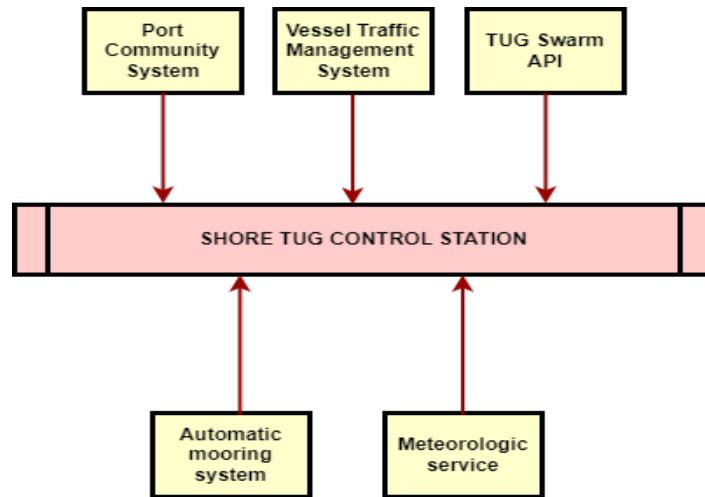 Port
Community
System
Vessel Traffic
Management
System
TUG Swarm
API
SHORE TUG CONTROL STATION
Automatic
mooring
system
Meteorologic
service